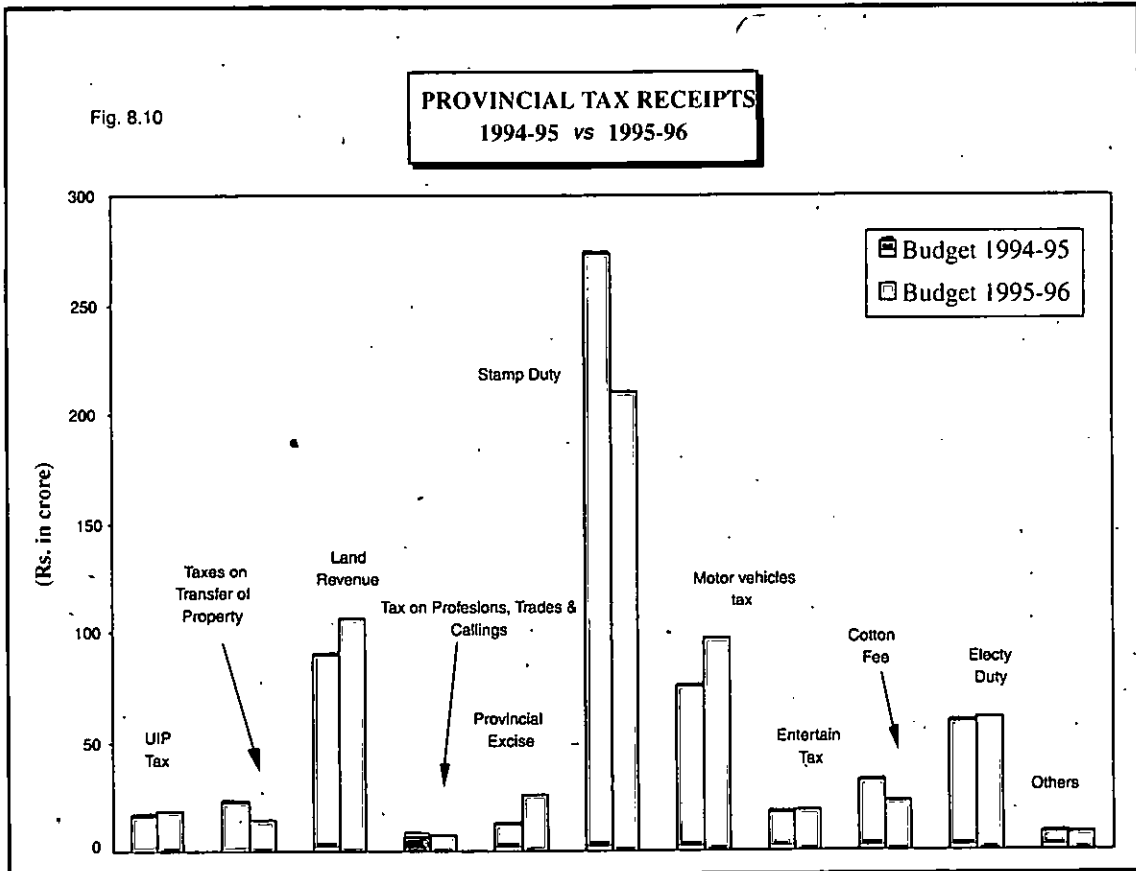 Fig. 8.10
PROVINCIAL TAX RECEIPTS
1994-95 vs 1995-96
300
250
200
150
100
50
0
(Rs. in crore)
Budget 1994-95
Budget 1995-96
UIP
Tax
Taxes on
Transfer of
Property
Land
Revenue
Tax on Profesions, Trades &
Callings
Provincial
Excise
Stamp Duty
Motor vehicles
tax
Entertain
Tax
Cotton
Fee
Electy
Duty
Others